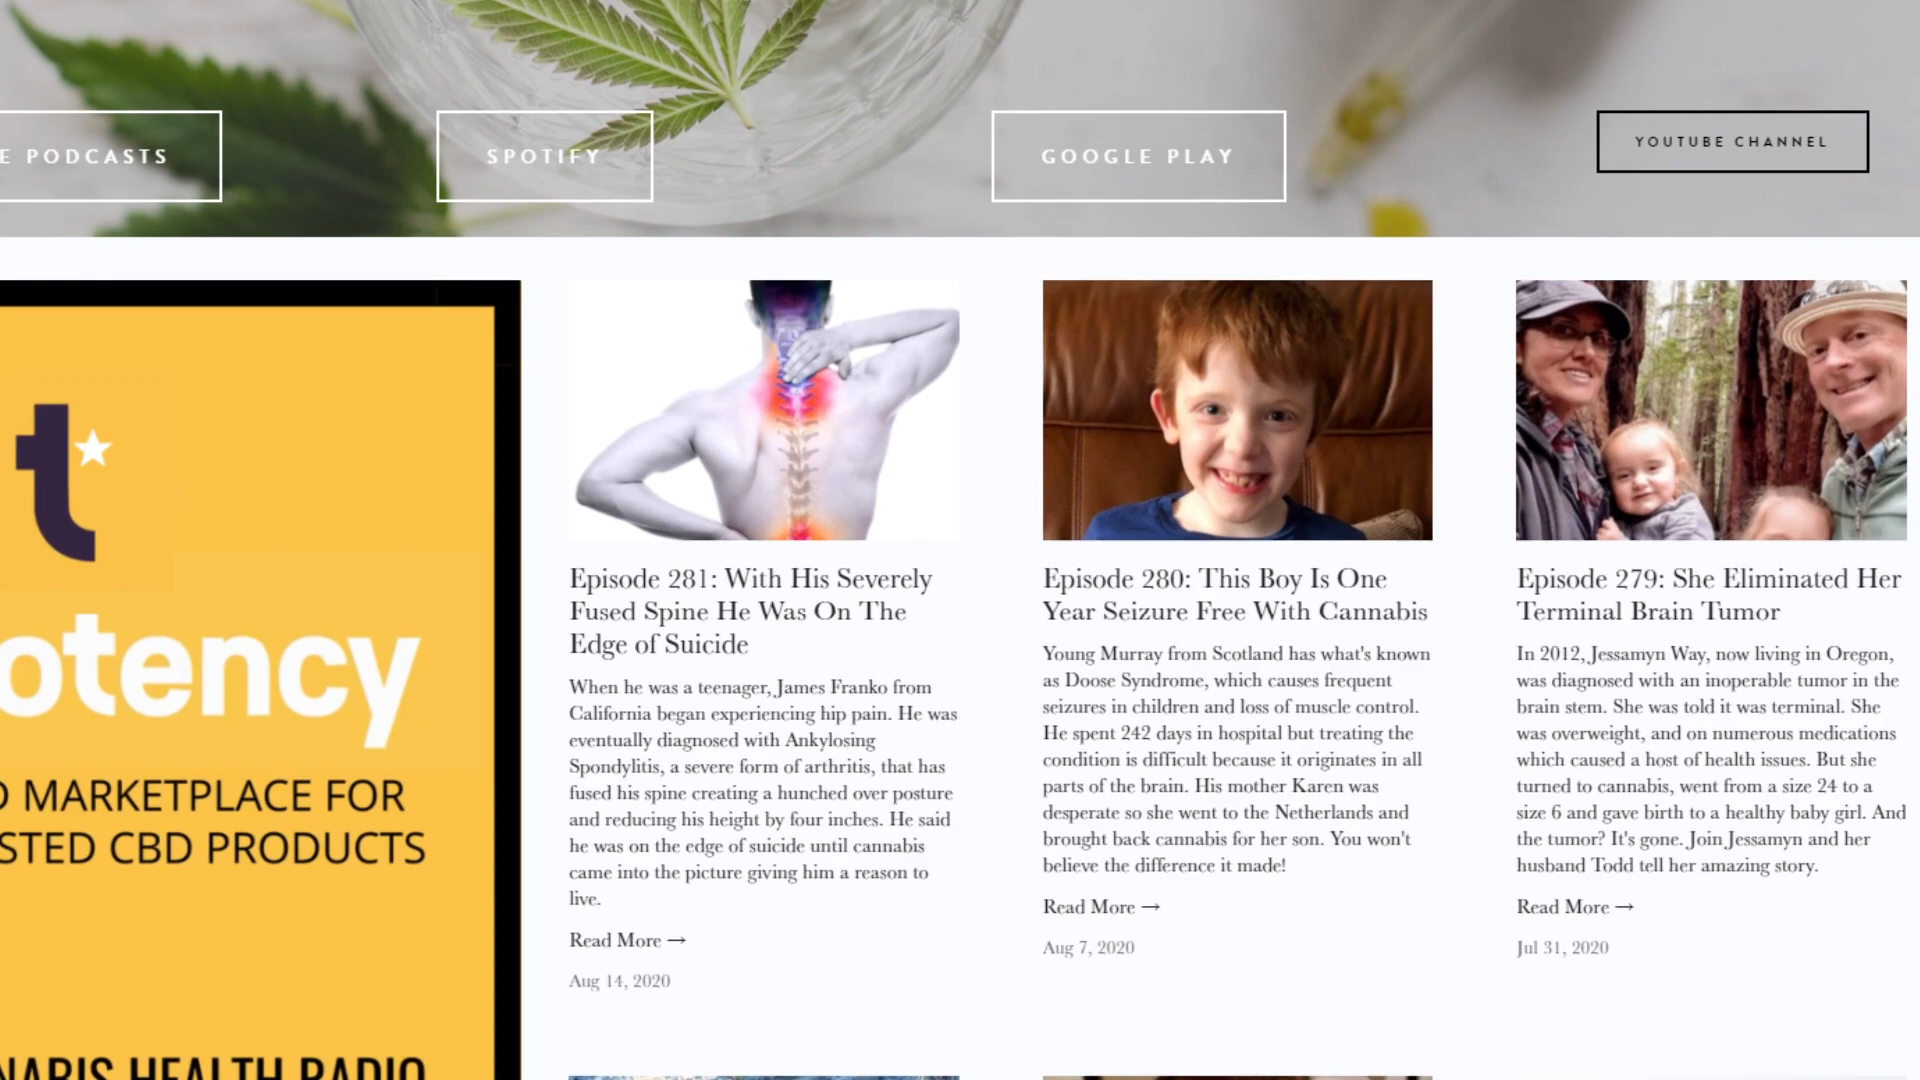 E PODCASTS
SPOTIFY
GOOGLE PLAY
YOUTUBE CHANNEL
t
otency
MARKETPLACE FOR
STED CBD PRODUCTS
NABIS HEALTH RADIO
Episode 281: With His Severely
Fused Spine He Was On The
Edge of Suicide
When he was a teenager, James Franko from
California began experiencing hip pain. He was
eventually diagnosed with Ankylosing
Spondylitis, a severe form of arthritis, that has
fused his spine creating a hunched over posture
and reducing his height by four inches. He said
he was on the edge of suicide until cannabis
came into the picture giving him a reason to
live.
Read More →
Aug 14, 2020
Episode 280: This Boy Is One
Year Seizure Free With Cannabis
Young Murray from Scotland has what's known
as Doose Syndrome, which causes frequent
seizures in children and loss of muscle control.
He spent 242 days in hospital but treating the
condition is difficult because it originates in all
parts of the brain. His mother Karen was
desperate so she went to the Netherlands and
brought back cannabis for her son. You won't
believe the difference it made!
Read More →
Aug 7, 2020
Episode 279: She Eliminated Her
Terminal Brain Tumor
In 2012, Jessamyn Way, now living in Oregon,
was diagnosed with an inoperable tumor in the
brain stem. She was told it was terminal. She
was overweight, and on numerous medications
which caused a host of health issues. But she
turned to cannabis, went from a size 24 to a
size 6 and gave birth to a healthy baby girl. And
the tumor? It's gone. Join Jessamyn and her
husband Todd tell her amazing story.
Read More →
Jul 31, 2020